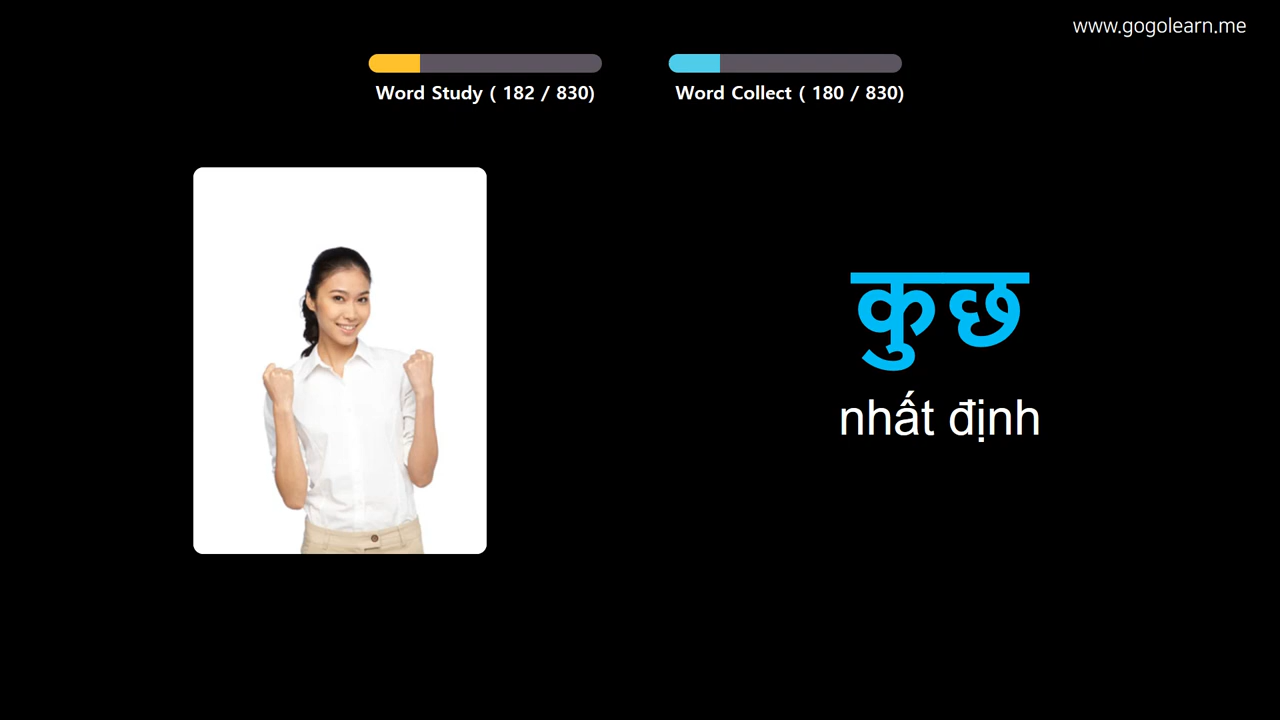 www.gogolearn.me
Word Study ( 182 / 830)
Word Collect ( 180 / 830)
कुछ
nhất định